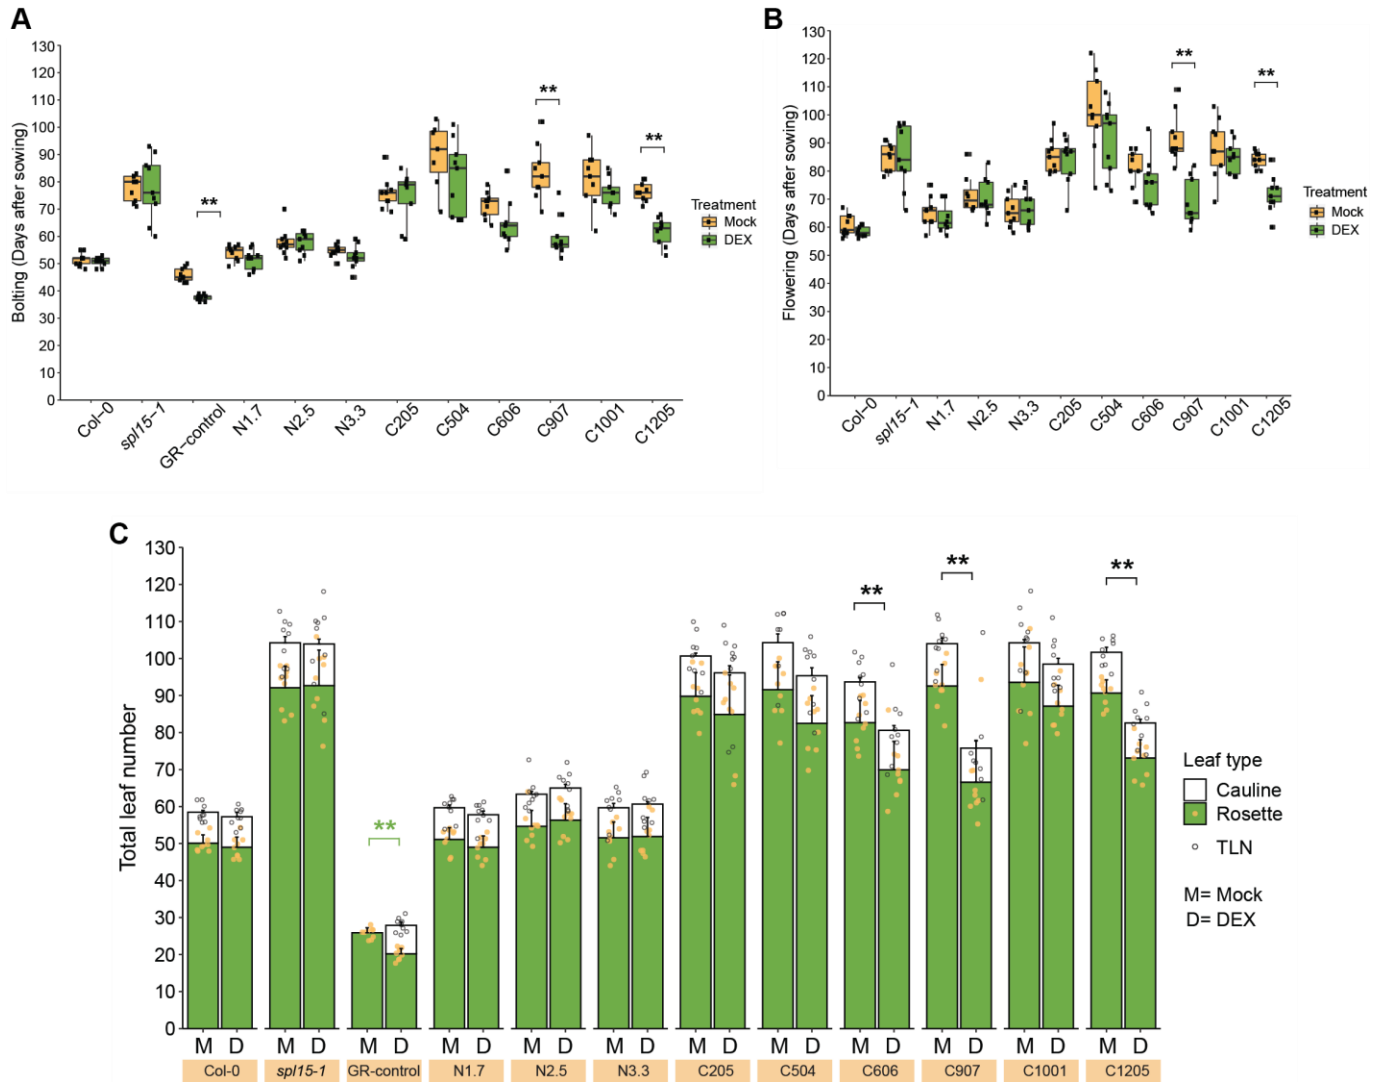 A
Bolting (Days after sowing)
130
120
110
100
90
80
70
60
50
40
30
20
10
0
**
**
**
Col−0
spl15−1
GR−control
N1.7
N2.5
N3.3
C205
C504
C606
C907
C1001
C1205
Treatment
Mock
DEX
B
Flowering (Days after sowing)
130
120
110
100
90
80
70
60
50
40
30
20
10
0
**
**
Col−0
spl15−1
N1.7
N2.5
N3.3
C205
C504
C606
C907
C1001
C1205
Treatment
Mock
DEX
C
Total leaf number
130
120
110
100
90
80
70
60
50
40
30
20
10
0
**
**
**
**
M D M D M D M D M D M D M D M D M D M D M D M D
Col-0 spl15-1 GR-control N1.7 N2.5 N3.3 C205 C504 C606 C907 C1001 C1205
Leaf type
Cauline
Rosette
TLN
M= Mock
D= DEX